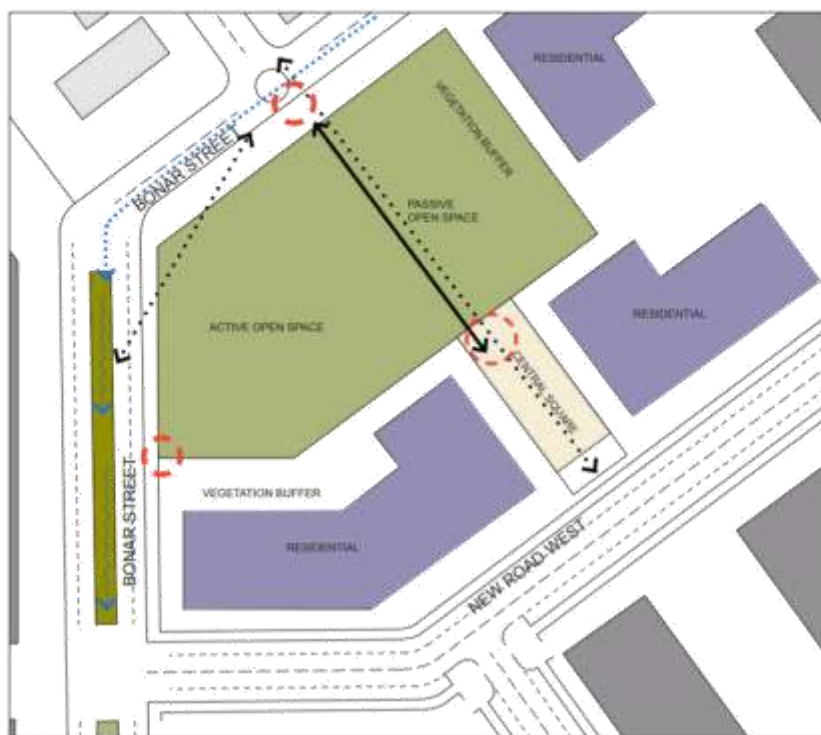 RESIDENTIAL
VEGETATION BUFFER
BONAR STREET
PASSIVE
OPEN SPACE
RESIDENTIAL
ACTIVE OPEN SPACE
CENTRAL SQUARE
BONAR STREET
VEGETATION BUFFER
RESIDENTIAL
NEW ROAD WEST